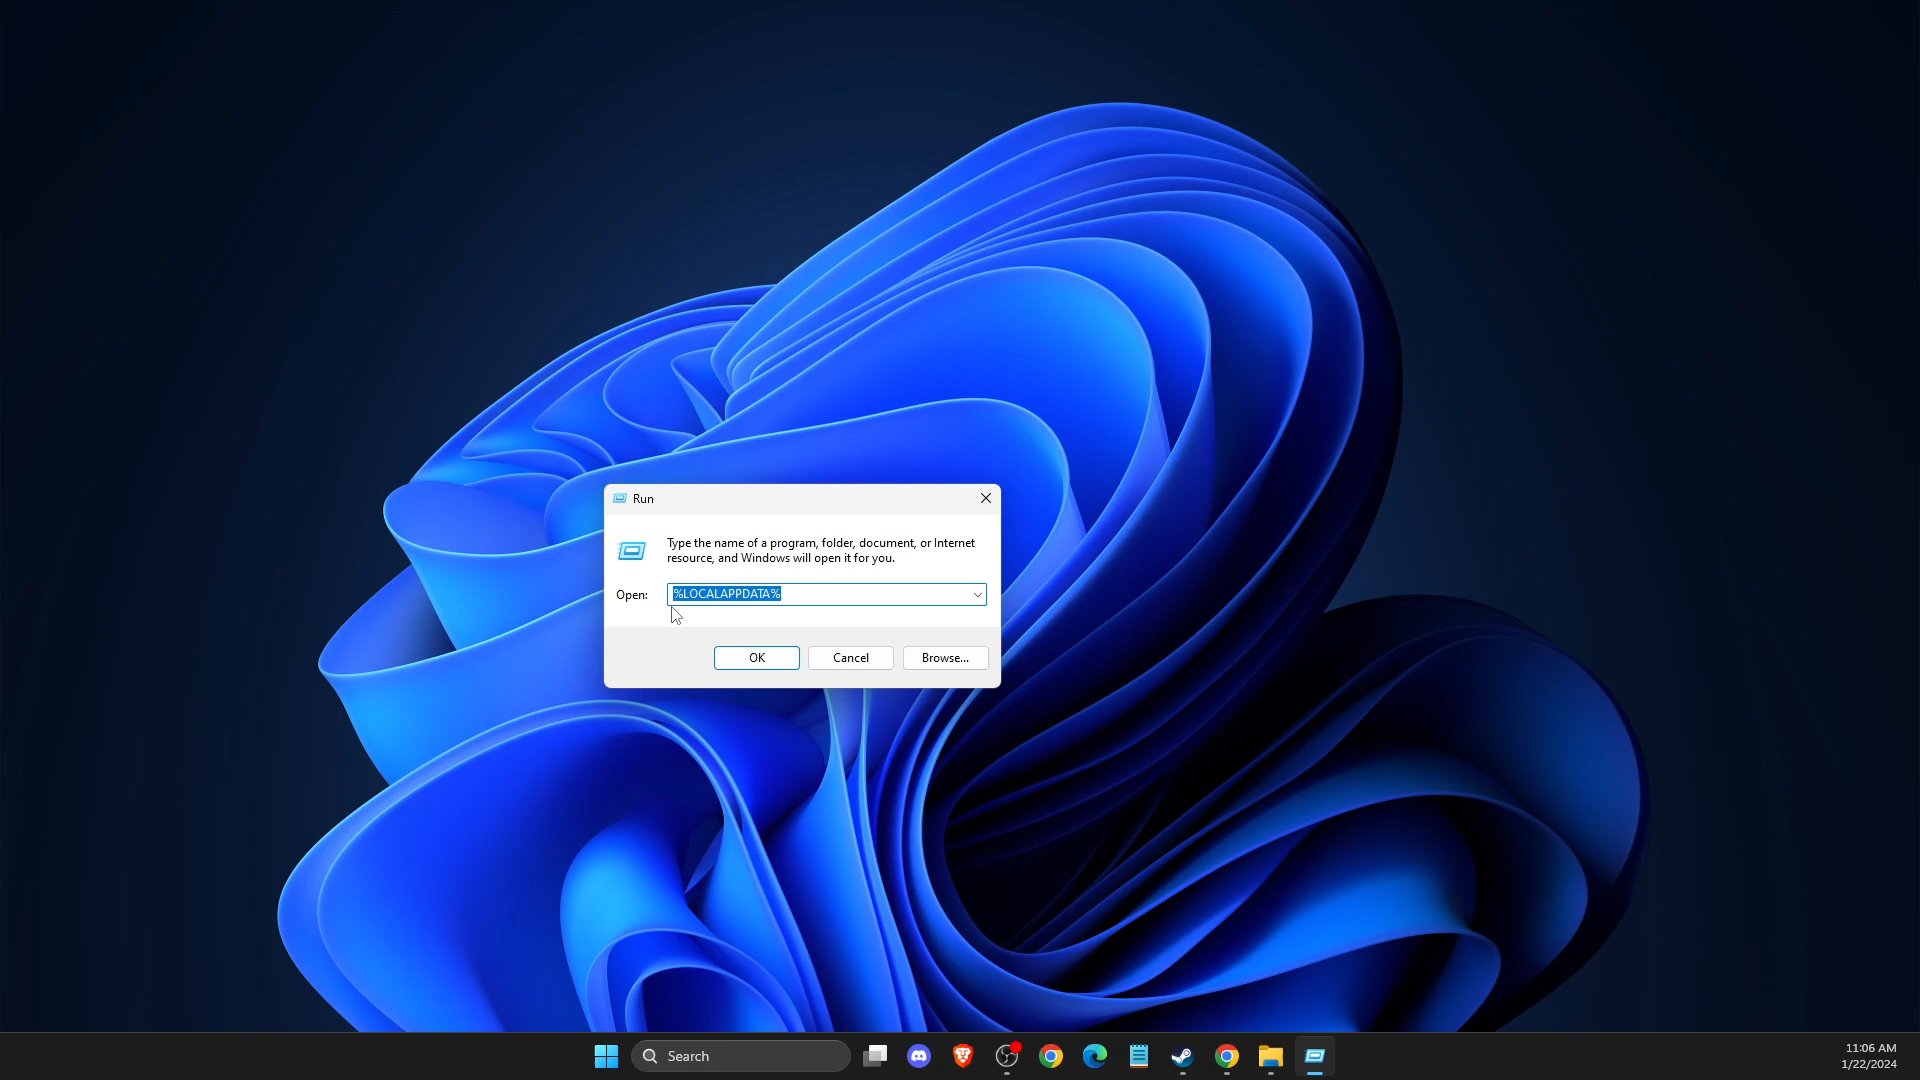 Run
Type the name of a program, folder, document, or Internet
resource, and Windows will open it for you.
Open: %LOCALAPPDATA%
OK Cancel Browse...
Search
11:06 AM
1/22/2024